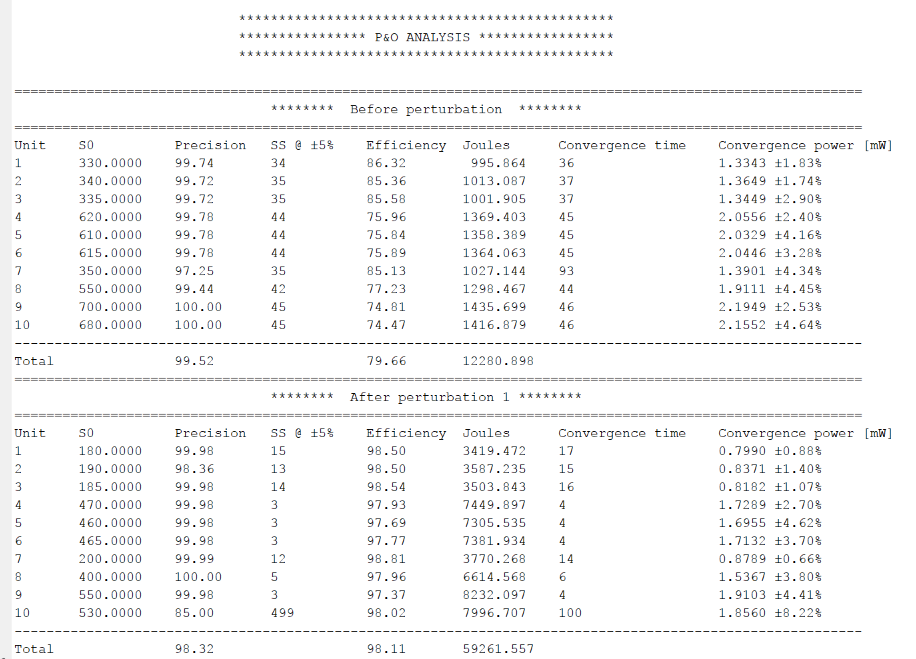 ***********************************************
**************** P&O ANALYSIS *****************
***********************************************
==========================================================================================================
******** Before perturbation ********
==========================================================================================================
Unit S0 Precision SS @ ±5% Efficiency Joules Convergence time Convergence power [mW]
1 330.0000 99.74 34 86.32 995.864 36 1.3343 ±1.83%
2 340.0000 99.72 35 85.36 1013.087 37 1.3649 ±1.74%
3 335.0000 99.72 35 85.58 1001.905 37 1.3449 ±2.90%
4 620.0000 99.78 44 75.96 1369.403 45 2.0556 ±2.40%
5 610.0000 99.78 44 75.84 1358.389 45 2.0329 ±4.16%
6 615.0000 99.78 44 75.89 1364.063 45 2.0446 ±3.28%
7 350.0000 97.25 35 85.13 1027.144 93 1.3901 ±4.34%
8 550.0000 99.44 42 77.23 1298.467 44 1.9111 ±4.45%
9 700.0000 100.00 45 74.81 1435.699 46 2.1949 ±2.53%
10 680.0000 100.00 45 74.47 1416.879 46 2.1552 ±4.64%
----------------------------------------------------------------------------------------------------------
Total 99.52 79.66 12280.898
==========================================================================================================
******** After perturbation 1 ********
==========================================================================================================
Unit S0 Precision SS @ ±5% Efficiency Joules Convergence time Convergence power [mW]
1 180.0000 99.98 15 98.50 3419.472 17 0.7990 ±0.88%
2 190.0000 98.36 13 98.50 3587.235 15 0.8371 ±1.40%
3 185.0000 99.98 14 98.54 3503.843 16 0.8182 ±1.07%
4 470.0000 99.98 3 97.93 7449.897 4 1.7289 ±2.70%
5 460.0000 99.98 3 97.69 7305.535 4 1.6955 ±4.62%
6 465.0000 99.98 3 97.77 7381.934 4 1.7132 ±3.70%
7 200.0000 99.99 12 98.81 3770.268 14 0.8789 ±0.66%
8 400.0000 100.00 5 97.96 6614.568 6 1.5367 ±3.80%
9 550.0000 99.98 3 97.37 8232.097 4 1.9103 ±4.41%
10 530.0000 85.00 499 98.02 7996.707 100 1.8560 ±8.22%
----------------------------------------------------------------------------------------------------------
Total 98.32 98.11 59261.557